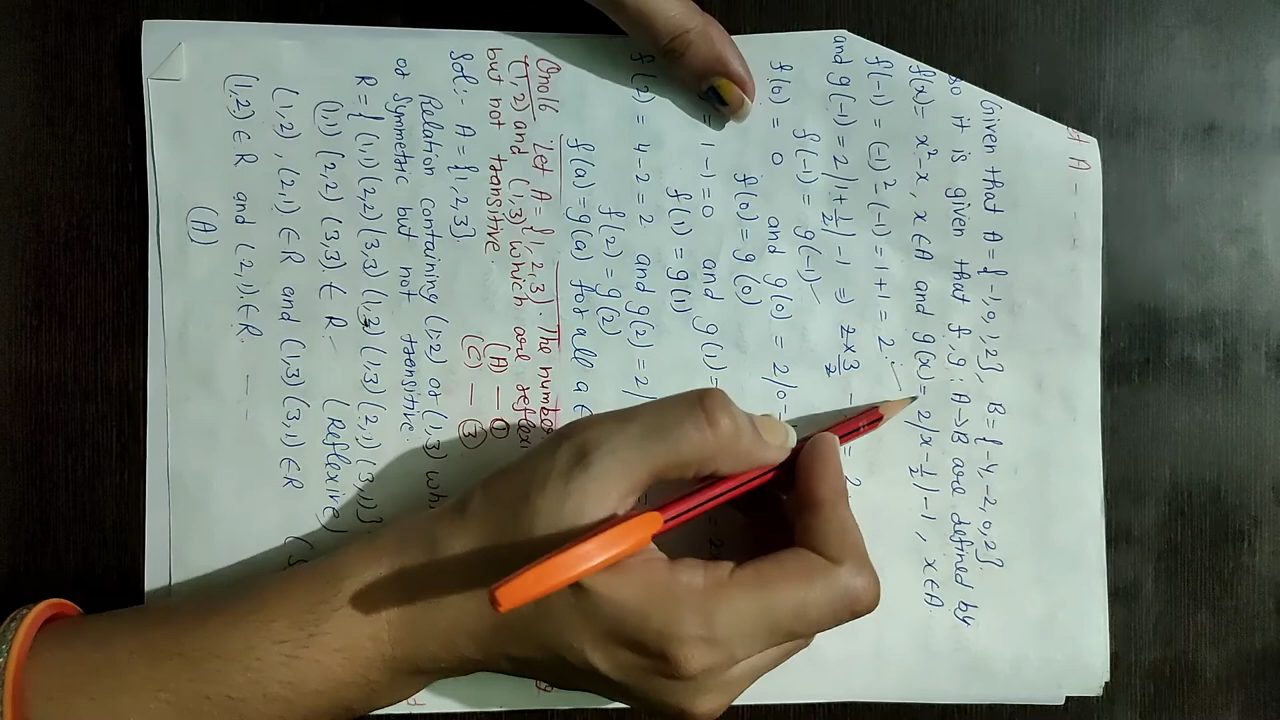 A - - -
Given that A = {-1, 0, 1, 2}, B = {-4, -2, 0, 2}
so it is given that f, g : A → B are defined by
f(x) = x² - x, x ∈ A and g(x) = 2|x - 1/2| - 1, x ∈ A.
f(-1) = (-1)² - (-1) = 1 + 1 = 2
and g(-1) = 2|1 + 1/2| - 1 ⇒ 2×3/2 - = 2
f(-1) = g(-1)
f(0) = 0 and g(0) = 2|0 -
f(0) = g(0)
= 1 - 1 = 0 and g(1) =
f(1) = g(1)
f(2) = 4 - 2 = 2 and g(2) = 2|
f(2) = g(2)
f(a) = g(a) for all a ∈
Qno16 Let A = {1, 2, 3}. The number
(1,2) and (1,3) which are reflexi
but not transitive. (A) — ①
(C) — ③
Sol:- A = {1, 2, 3}.
Relation containing (1,2) or (1,3)
or Symmetric but not transitive.
R = {(1,1) (2,2) (3,3) (1,2) (1,3) (2,1) (3,1)}
(1,1) (2,2) (3,3) ∈ R - (Reflexive)
(1,2), (2,1) ∈ R and (1,3) (3,1) ∈ R
(1,2) ∈ R and (2,1) ∈ R. - - -
(A)